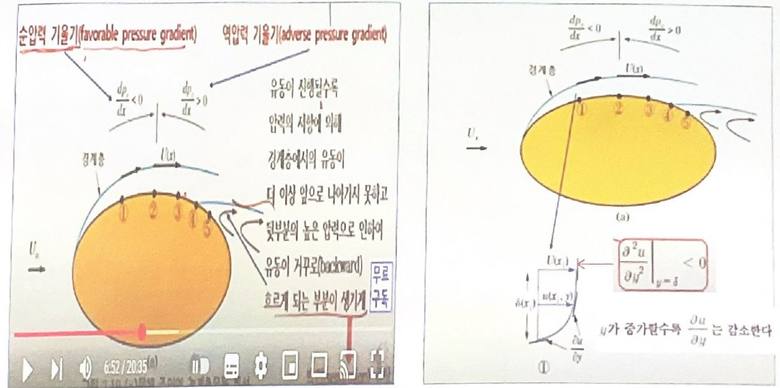 순압력 기울기(favorable pressure gradient)
역압력 기울기(adverse pressure gradient)
dp/dx < 0
dp/dx > 0
유동이 진행될수록
압력의 저항에 의해
경계층에서의 유동이
더 이상 앞으로 나아가지 못하고
뒷부분의 높은 압력으로 인하여
유동이 거꾸로(backward)
흐르게 되는 부분이 생기게
무료
구독
경계층
U(x)
① ② ③ ④ ⑤
6:52 / 20:35
dp/dx < 0
dp/dx > 0
경계층
U(x)
① ② ③ ④ ⑤
(a)
∂²u/∂y²|y=δ < 0
∂u/∂y
①
y가 증가할수록 ∂u/∂y 는 감소한다